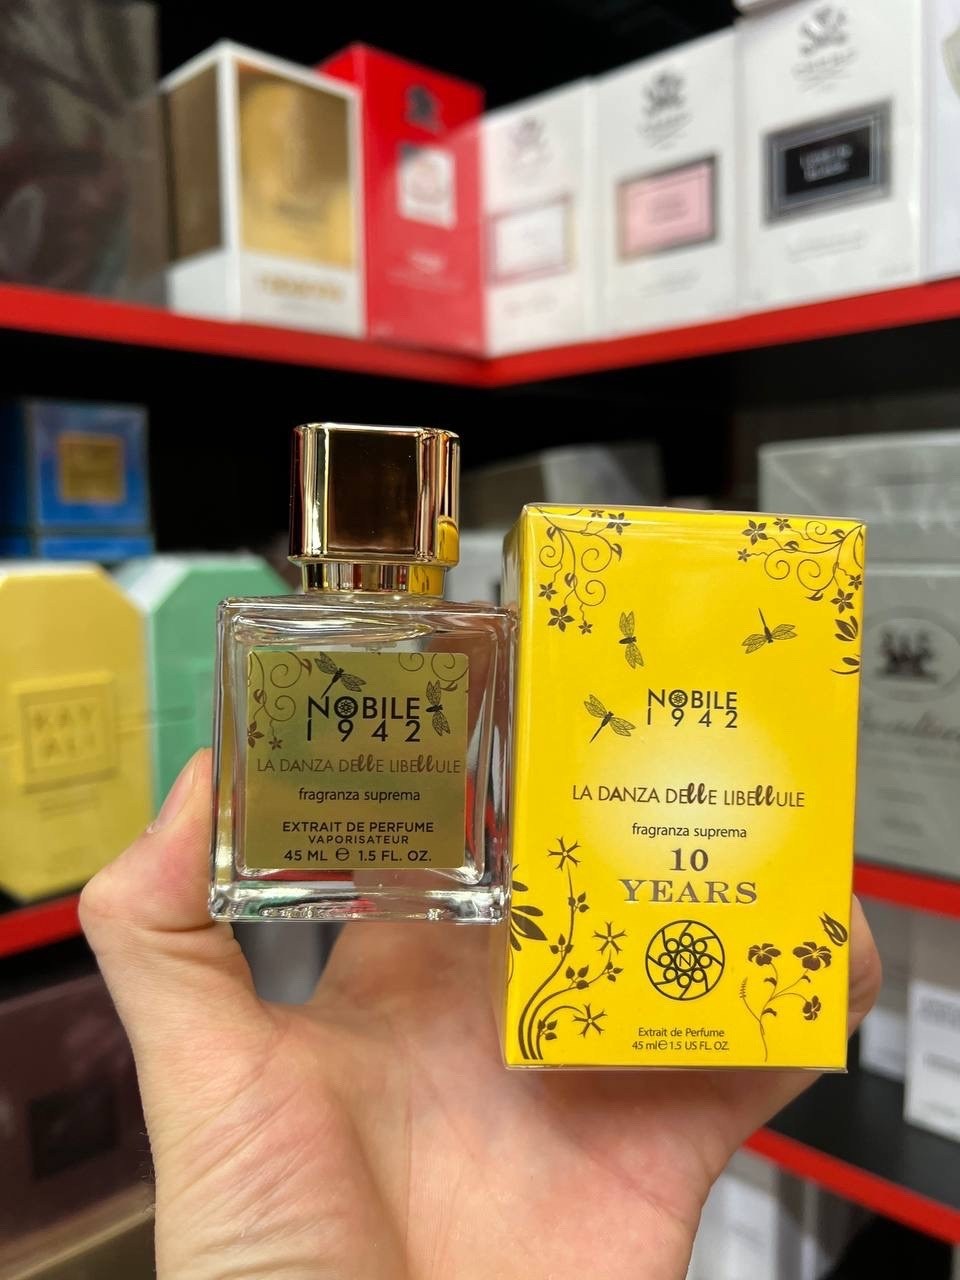 NOBILE
1942
LA DANZA DELLE LIBELLULE
fragranza suprema
EXTRAIT DE PERFUME
VAPORISATEUR
45 ML ℮ 1.5 FL. OZ.
NOBILE
1942
LA DANZA DELLE LIBELLULE
fragranza suprema
10
YEARS
N
Extrait de Perfume
45 ml℮1.5 US FL. OZ.
KAY
ALI